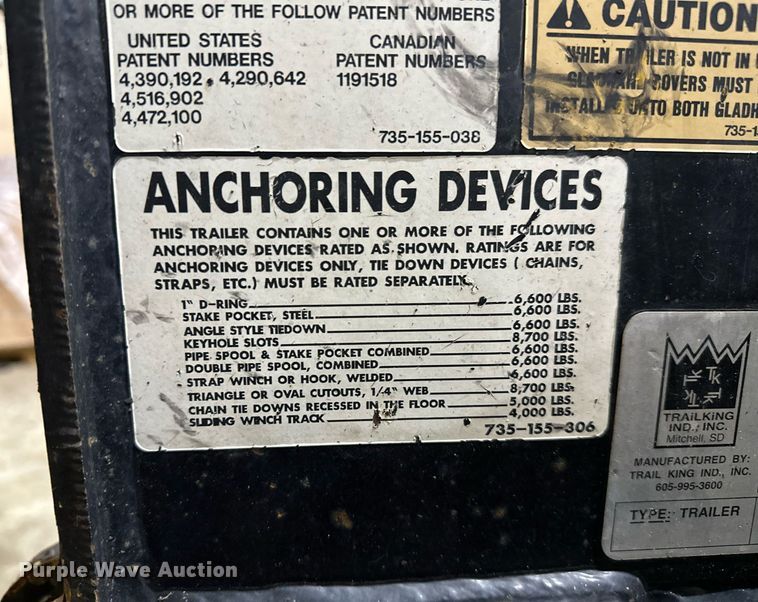 OR MORE OF THE FOLLOW PATENT NUMBERS
UNITED STATES
PATENT NUMBERS
4,390,192. 4,290,642
4,516,902
4,472,100
CANADIAN
PATENT NUMBERS
1191518
735-155-038
CAUTION
WHEN TRAILER IS NOT IN
COVERS MUST
INSTALL ONTO BOTH GLADH
735-1
ANCHORING DEVICES
THIS TRAILER CONTAINS ONE OR MORE OF THE FOLLOWING
ANCHORING DEVICES RATED AS SHOWN. RATINGS ARE FOR
ANCHORING DEVICES ONLY, TIE DOWN DEVICES ( CHAINS,
STRAPS, ETC.) MUST BE RATED SEPARATELY.
1" D-RING 6,600 LBS.
STAKE POCKET, STEEL 6,600 LBS.
ANGLE STYLE TIEDOWN 6,600 LBS.
KEYHOLE SLOTS 8,700 LBS.
PIPE SPOOL & STAKE POCKET COMBINED 6,600 LBS.
DOUBLE PIPE SPOOL, COMBINED 6,600 LBS.
STRAP WINCH OR HOOK, WELDED 6,600 LBS.
TRIANGLE OR OVAL CUTOUTS, 1/4" WEB 8,700 LBS.
CHAIN TIE DOWNS RECESSED IN THE FLOOR 5,000 LBS.
SLIDING WINCH TRACK 4,000 LBS.
735-155-306
TK
TRAILKING
IND., INC.
Mitchell, SD
MANUFACTURED BY:
TRAIL KING IND., INC.
605-995-3600
TYPE: TRAILER
Purple Wave Auction